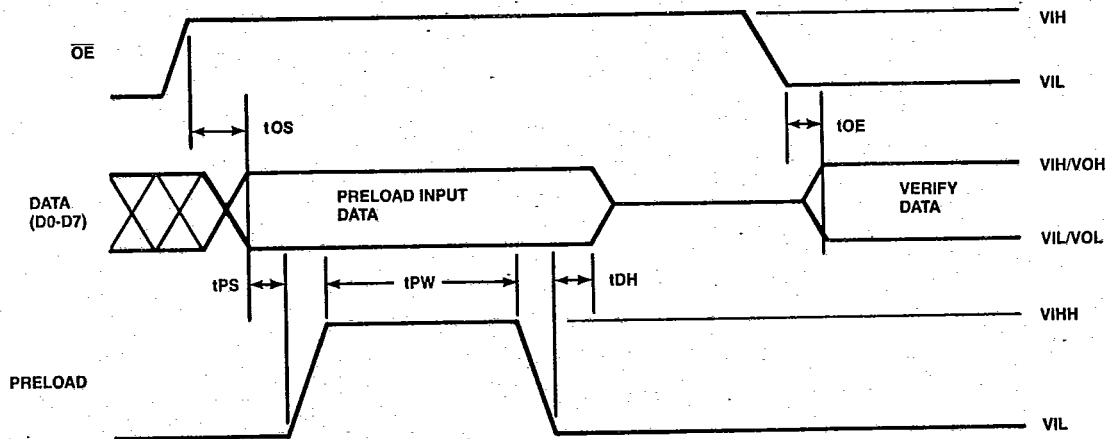 VIH
OE
VIL
tOS
tOE
VIH/VOH
DATA
(D0-D7)
PRELOAD INPUT
DATA
VERIFY
DATA
VIL/VOL
tPS
tPW
tDH
VIHH
PRELOAD
VIL